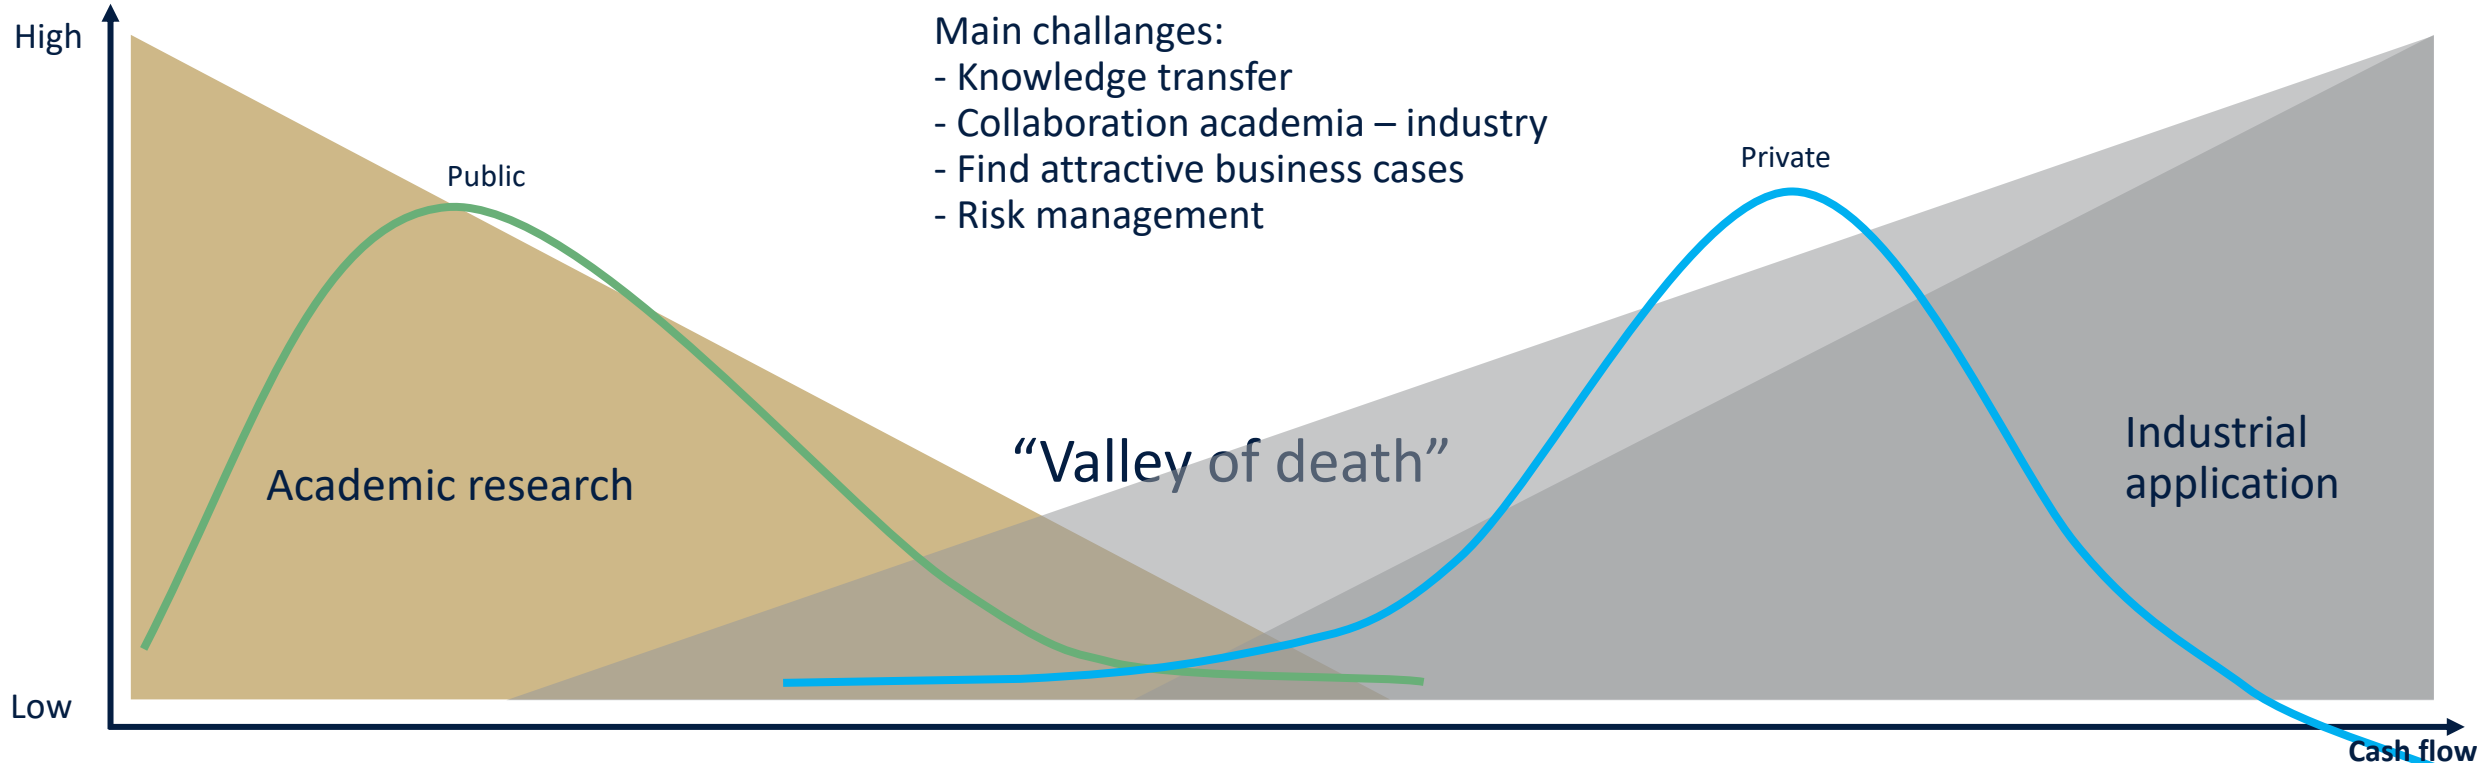 High
Main challanges:
- Knowledge transfer
- Collaboration academia – industry
- Find attractive business cases
- Risk management
Public
Private
Academic research
“Valley of death”
Industrial
application
Low
Cash flow